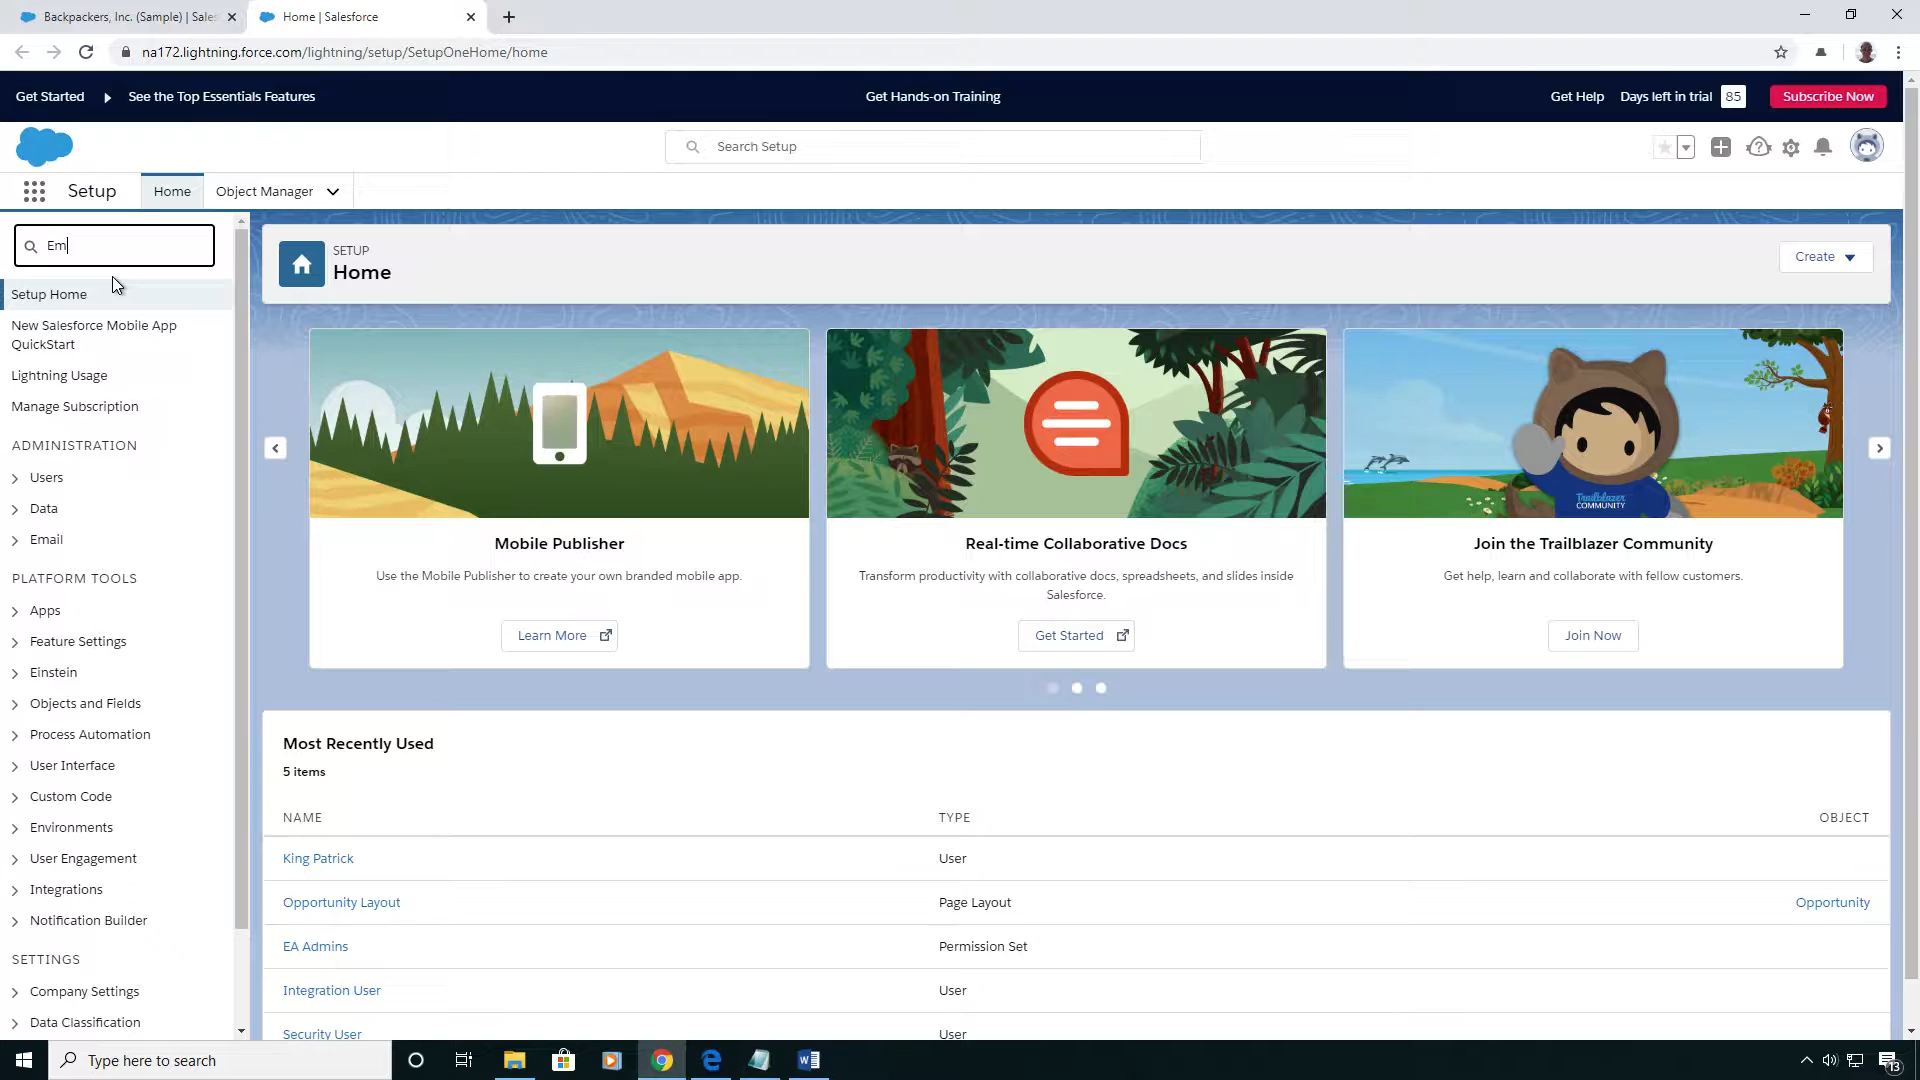 Backpackers, Inc. (Sample) | Sales
Home | Salesforce
na172.lightning.force.com/lightning/setup/SetupOneHome/home
Get Started
See the Top Essentials Features
Get Hands-on Training
Get Help
Days left in trial
85
Subscribe Now
Search Setup
Setup
Home
Object Manager
Em
Setup Home
New Salesforce Mobile App
QuickStart
Lightning Usage
Manage Subscription
ADMINISTRATION
Users
Data
Email
PLATFORM TOOLS
Apps
Feature Settings
Einstein
Objects and Fields
Process Automation
User Interface
Custom Code
Environments
User Engagement
Integrations
Notification Builder
SETTINGS
Company Settings
Data Classification
SETUP
Home
Create
Mobile Publisher
Use the Mobile Publisher to create your own branded mobile app.
Learn More
Real-time Collaborative Docs
Transform productivity with collaborative docs, spreadsheets, and slides inside
Salesforce.
Get Started
Trailblazer
COMMUNITY
Join the Trailblazer Community
Get help, learn and collaborate with fellow customers.
Join Now
Most Recently Used
5 items
NAME TYPE OBJECT
King Patrick User
Opportunity Layout Page Layout Opportunity
EA Admins Permission Set
Integration User User
Security User User
Type here to search
13